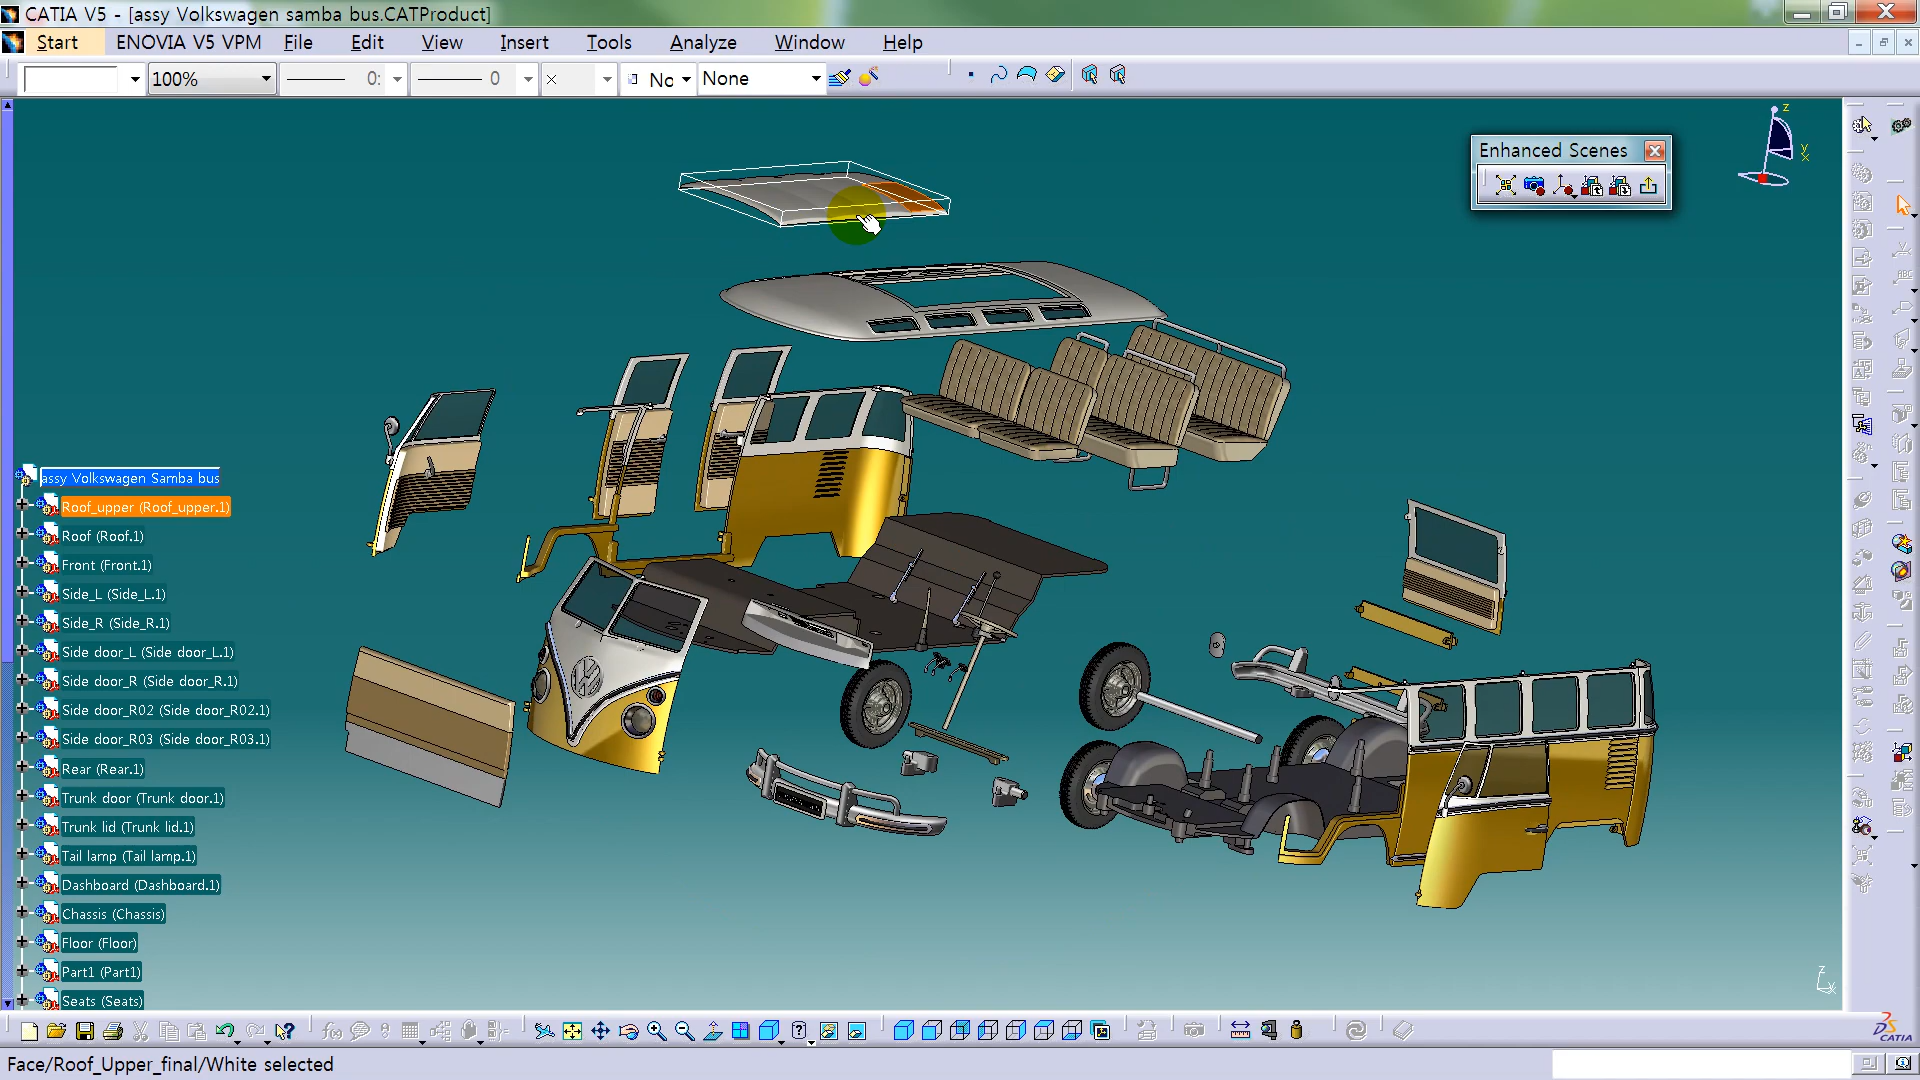 CATIA V5 - [assy Volkswagen samba bus.CATProduct]
Start ENOVIA V5 VPM File Edit View Insert Tools Analyze Window Help
100% 0: 0 × Nc None
Enhanced Scenes
z
y
x
assy Volkswagen Samba bus
Roof_upper (Roof_upper.1)
Roof (Roof.1)
Front (Front.1)
Side_L (Side_L.1)
Side_R (Side_R.1)
Side door_L (Side door_L.1)
Side door_R (Side door_R.1)
Side door_R02 (Side door_R02.1)
Side door_R03 (Side door_R03.1)
Rear (Rear.1)
Trunk door (Trunk door.1)
Trunk lid (Trunk lid.1)
Tail lamp (Tail lamp.1)
Dashboard (Dashboard.1)
Chassis (Chassis)
Floor (Floor)
Part1 (Part1)
Seats (Seats)
CATIA
Face/Roof_Upper_final/White selected